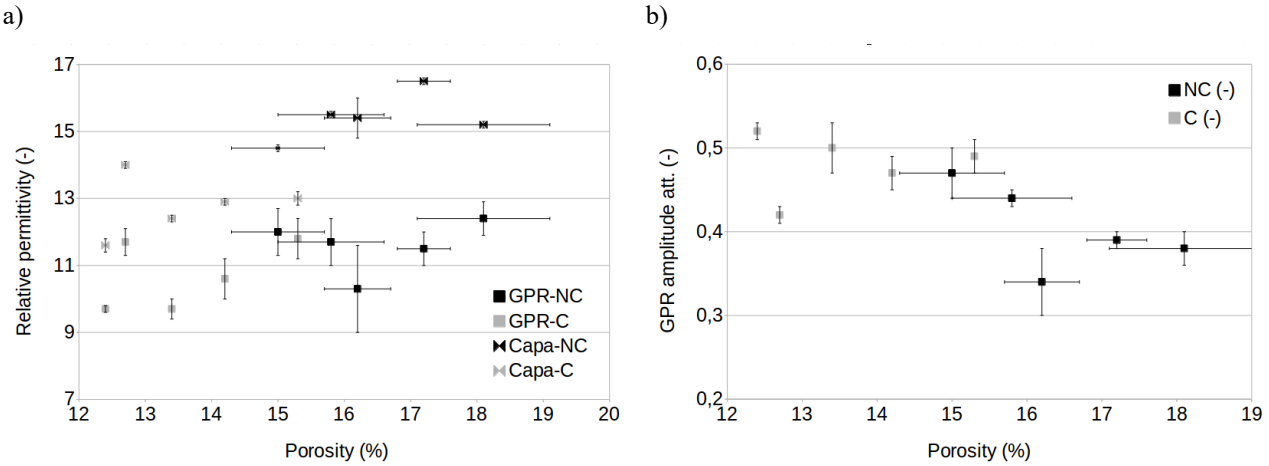 a)
17
15
13
11
9
7
12 13 14 15 16 17 18 19 20
Relative permittivity (-)
Porosity (%)
GPR-NC
GPR-C
Capa-NC
Capa-C
b)
0,6
0,5
0,4
0,3
0,2
12 13 14 15 16 17 18 19
GPR amplitude att. (-)
Porosity (%)
NC (-)
C (-)